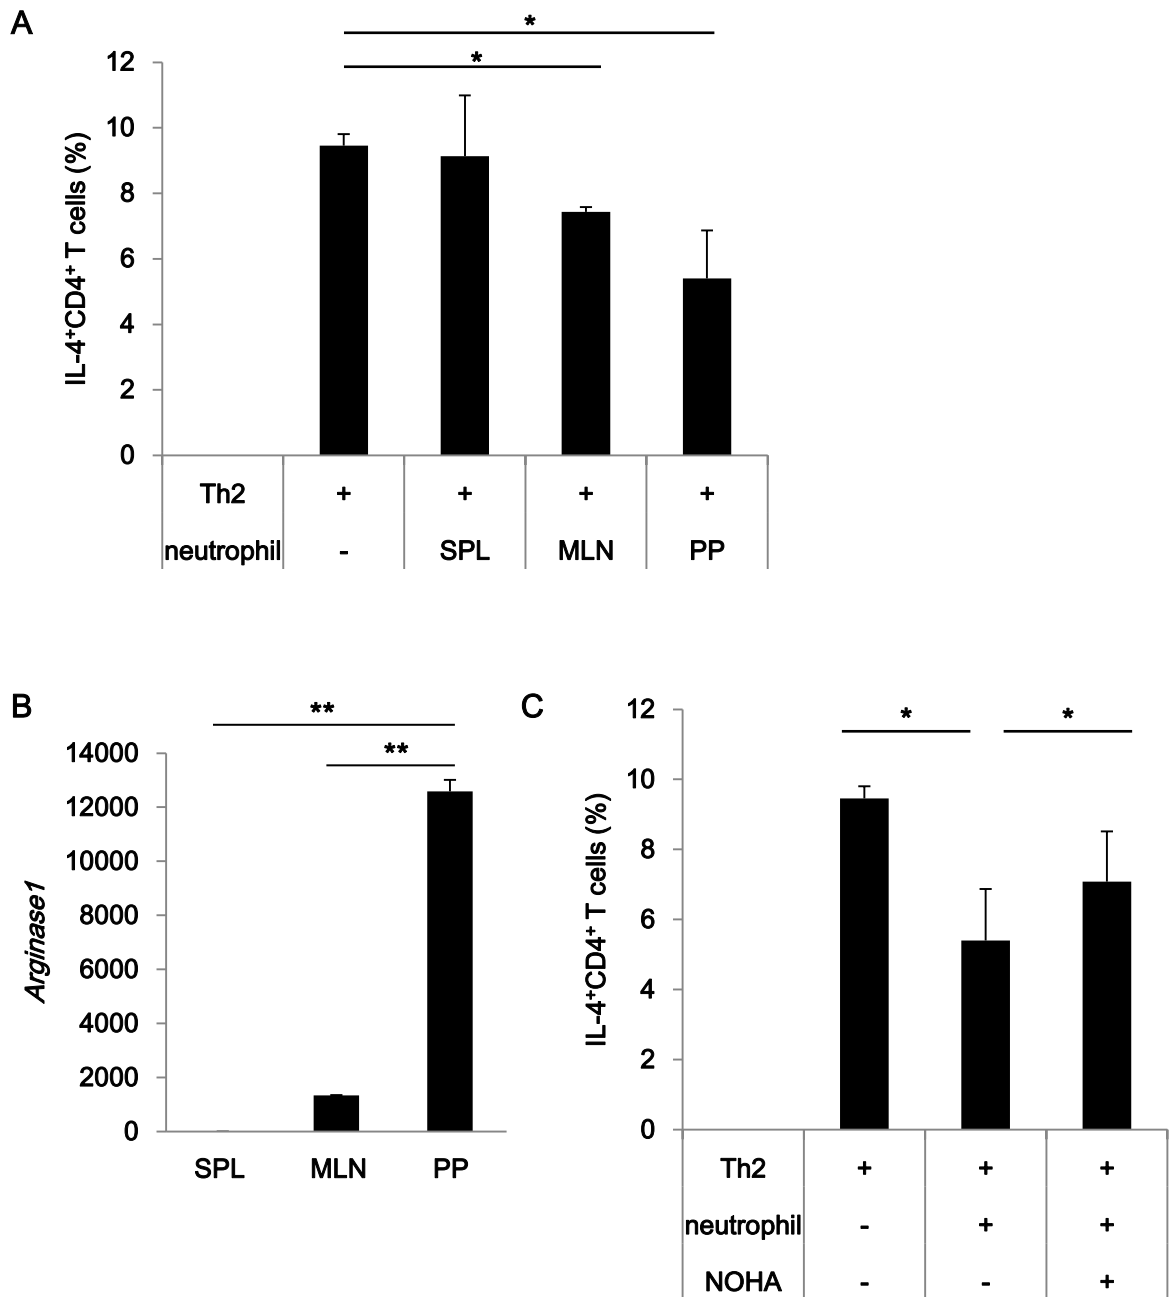 A
*
*
12
10
8
6
4
2
0
IL-4⁺CD4⁺ T cells (%)
Th2 + + + +
neutrophil - SPL MLN PP
B
**
**
14000
12000
10000
8000
6000
4000
2000
0
Arginase1
SPL MLN PP
C
* *
12
10
8
6
4
2
0
IL-4⁺CD4⁺ T cells (%)
Th2 + + +
neutrophil - + +
NOHA - - +